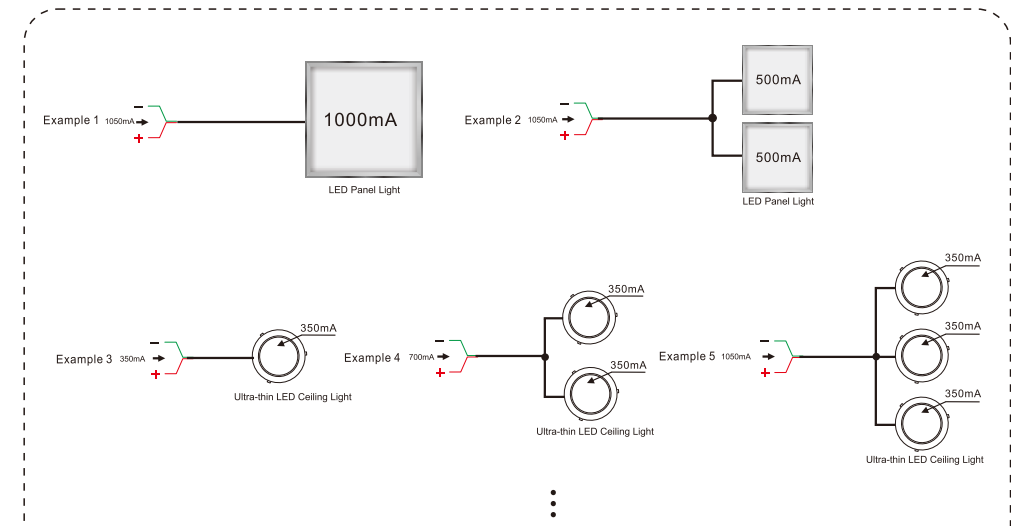 Example 1 1050mA
−
+
1000mA
LED Panel Light
Example 2 1050mA
−
+
500mA
500mA
LED Panel Light
Example 3 350mA
−
+
350mA
Ultra-thin LED Ceiling Light
Example 4 700mA
−
+
350mA
350mA
Ultra-thin LED Ceiling Light
Example 5 1050mA
−
+
350mA
350mA
350mA
Ultra-thin LED Ceiling Light